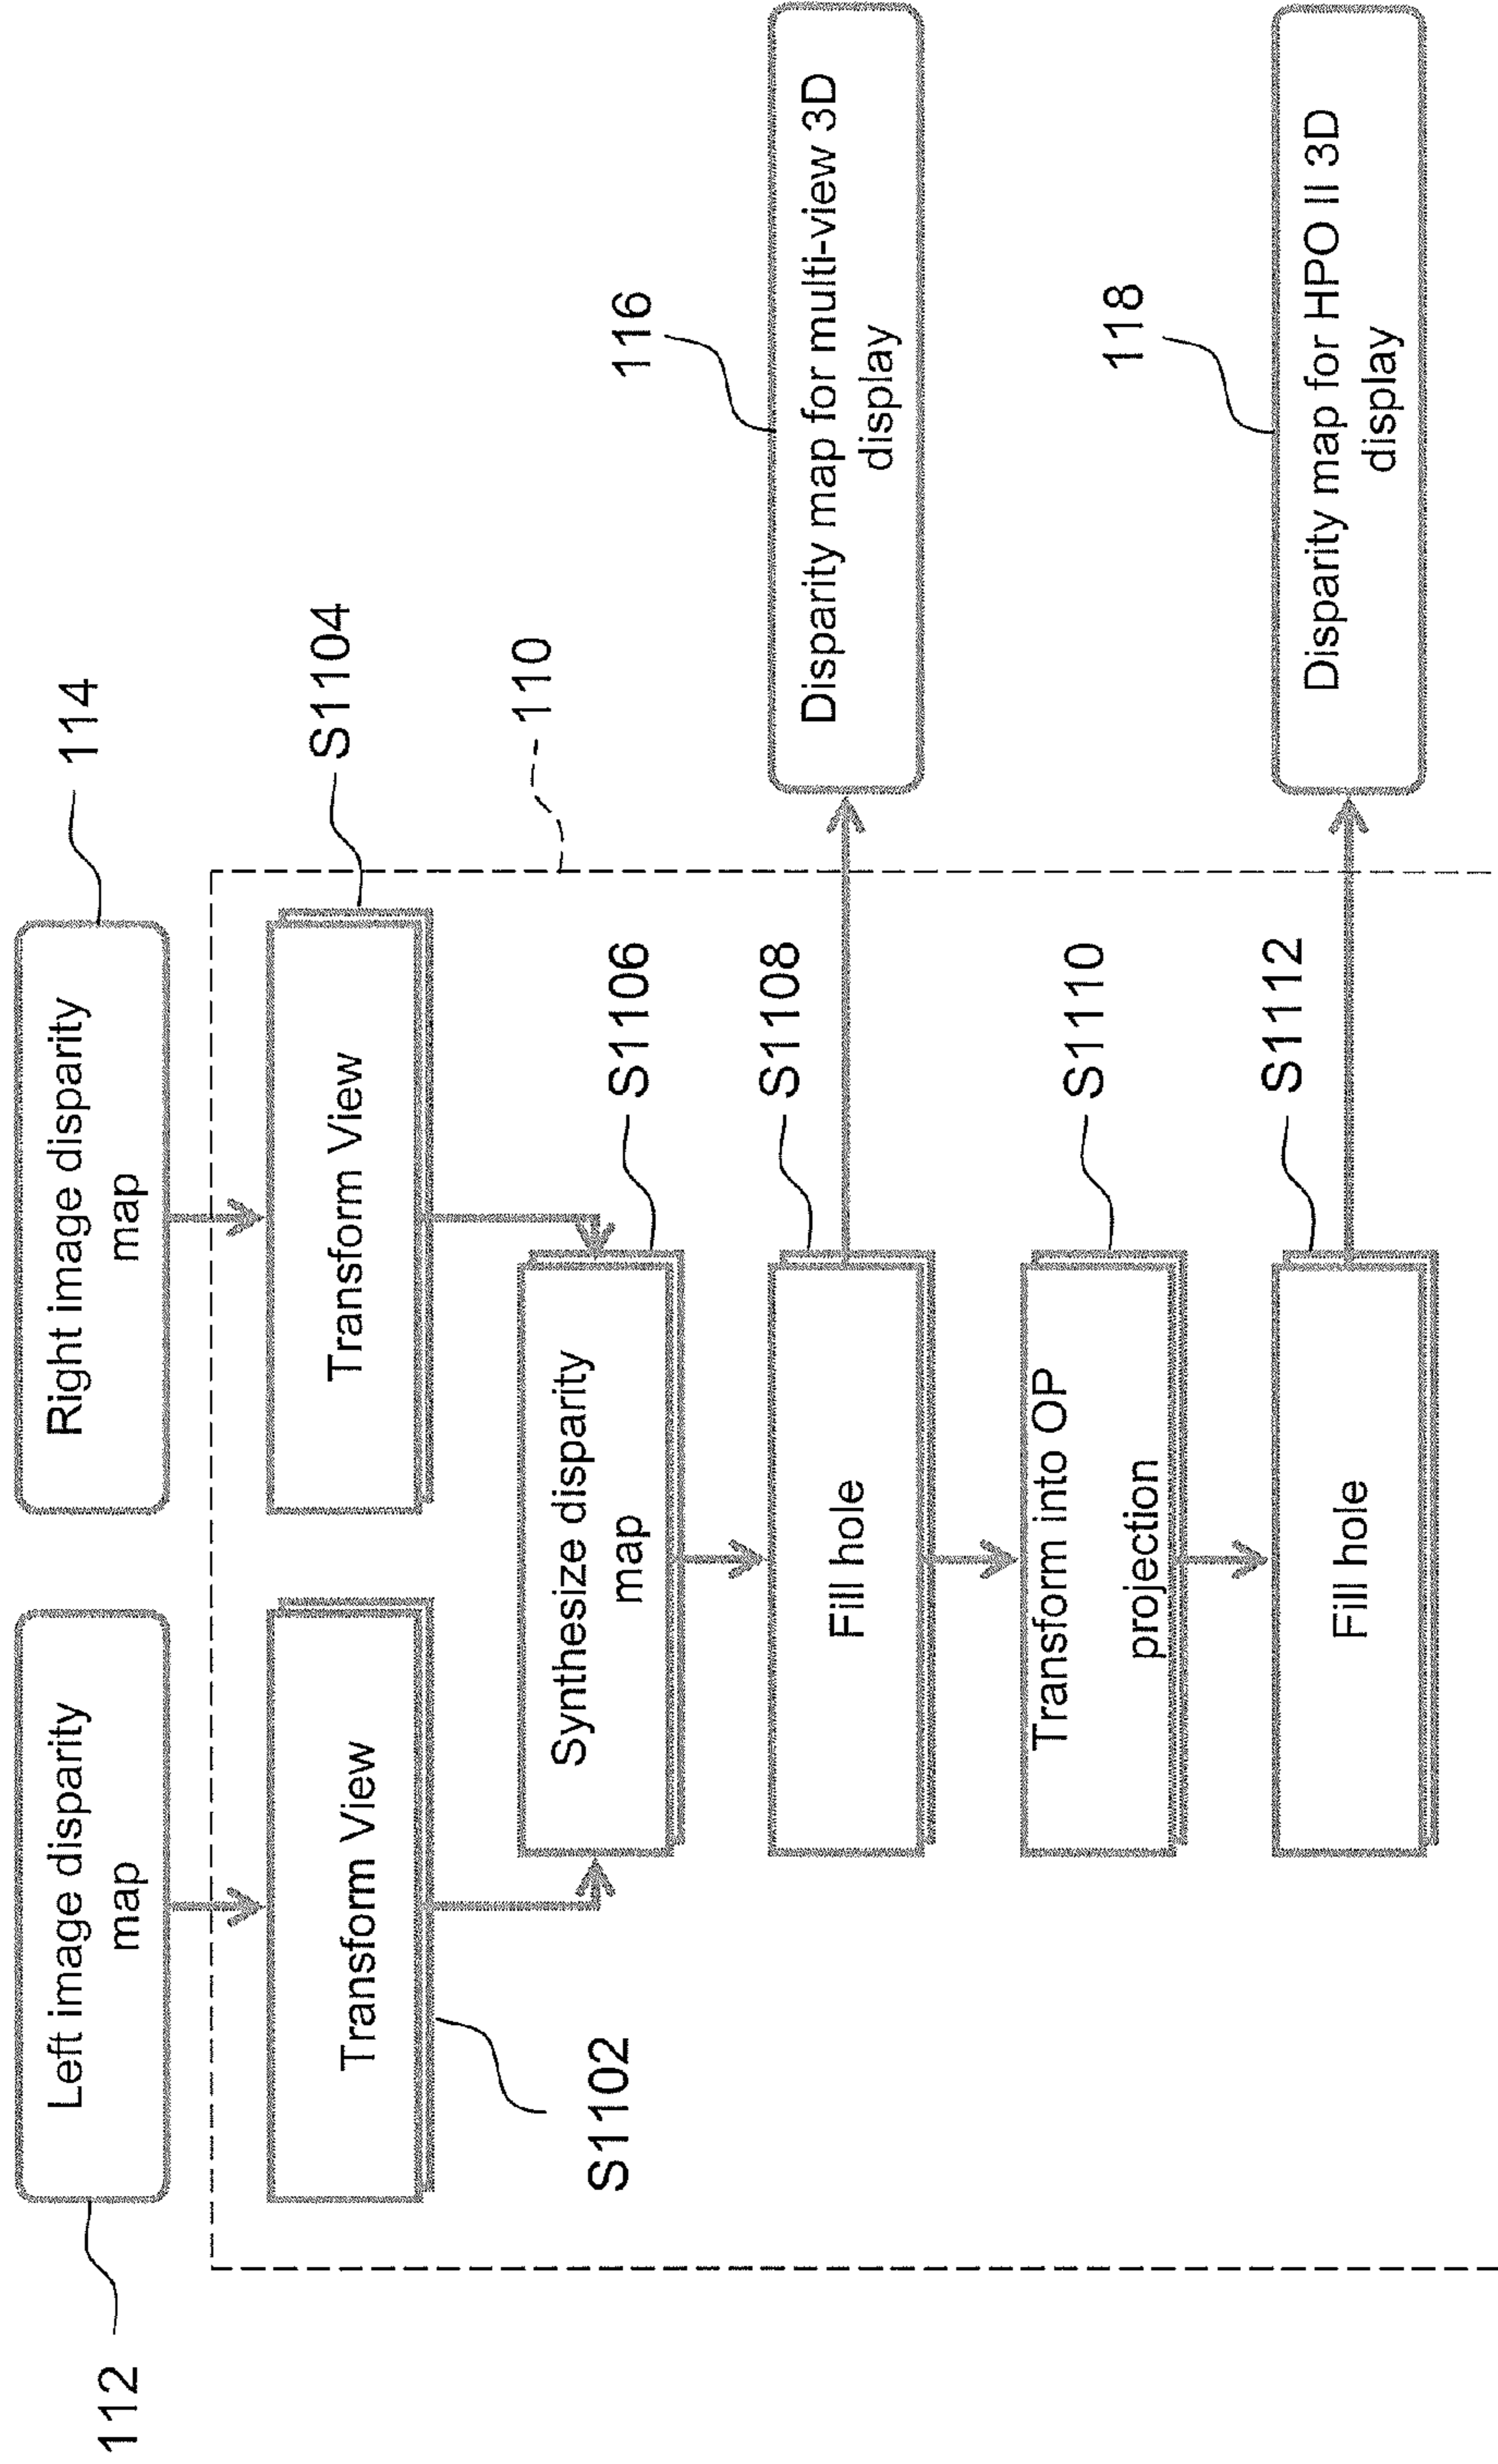 112
Left image disparity
map
Right image disparity
map
114
Transform View
S1102
Transform View
S1104
110
Synthesize disparity
map
S1106
Fill hole
S1108
116
Disparity map for multi-view 3D
display
Transform into OP
projection
S1110
Fill hole
S1112
118
Disparity map for HPO II 3D
display